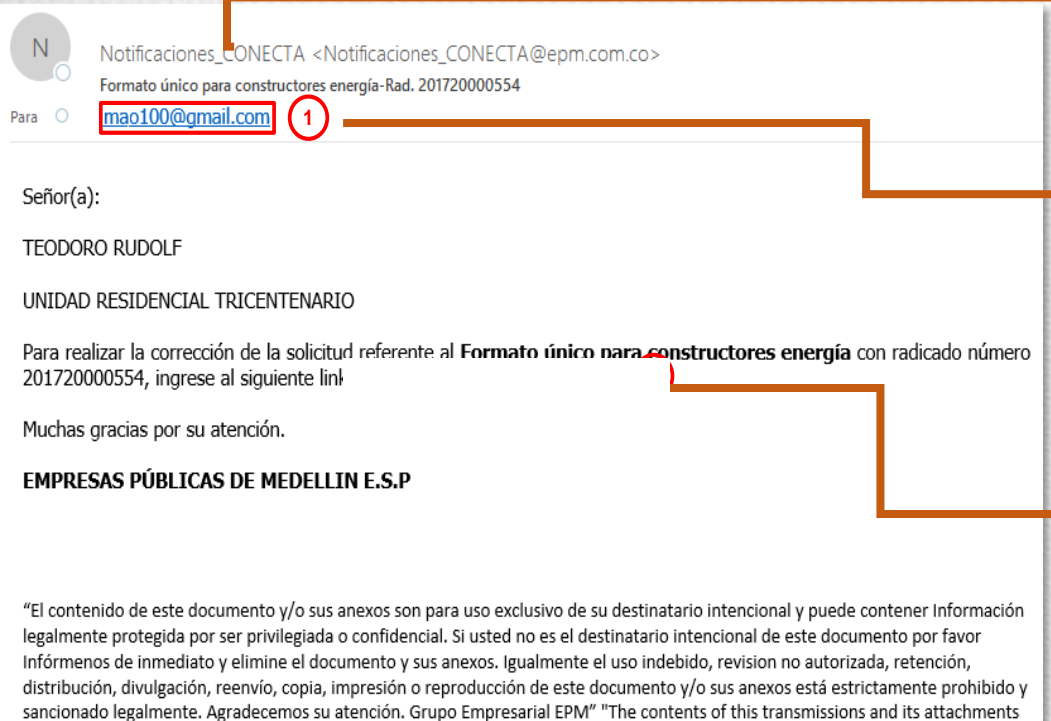 N
Notificaciones_CONECTA <Notificaciones_CONECTA@epm.com.co>
Formato único para constructores energía-Rad. 201720000554
Para mao100@gmail.com 1
Señor(a):
TEODORO RUDOLF
UNIDAD RESIDENCIAL TRICENTENARIO
Para realizar la corrección de la solicitud referente al Formato único para constructores energía con radicado número
201720000554, ingrese al siguiente link
Muchas gracias por su atención.
EMPRESAS PÚBLICAS DE MEDELLIN E.S.P
“El contenido de este documento y/o sus anexos son para uso exclusivo de su destinatario intencional y puede contener Información
legalmente protegida por ser privilegiada o confidencial. Si usted no es el destinatario intencional de este documento por favor
Infórmenos de inmediato y elimine el documento y sus anexos. Igualmente el uso indebido, revision no autorizada, retención,
distribución, divulgación, reenvío, copia, impresión o reproducción de este documento y/o sus anexos está estrictamente prohibido y
sancionado legalmente. Agradecemos su atención. Grupo Empresarial EPM” "The contents of this transmissions and its attachments